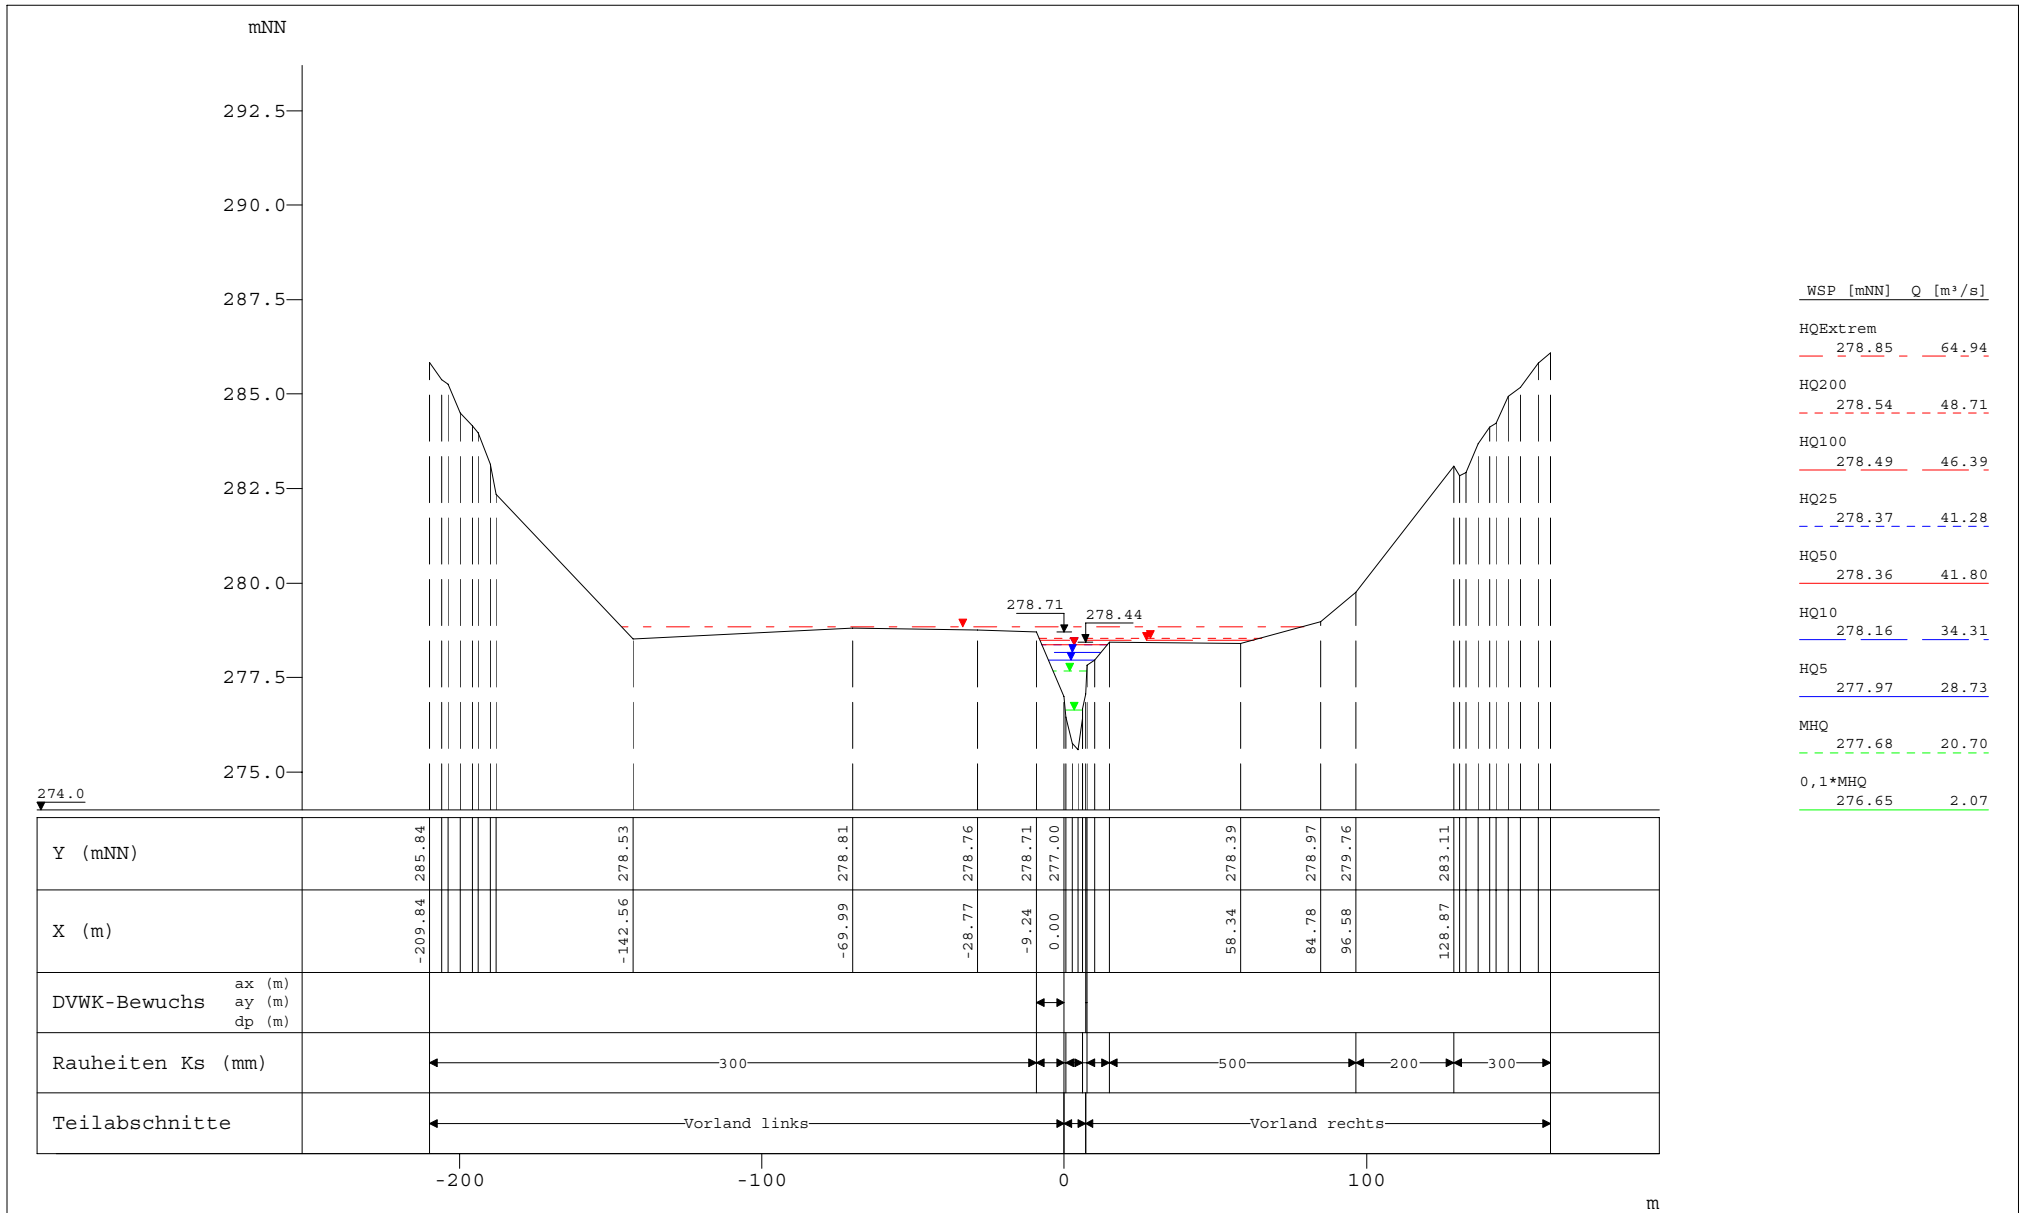 mNN
292.5
290.0
287.5
285.0
282.5
280.0
277.5
275.0
274.0
278.71
278.44
WSP [mNN] Q [m³/s]
HQExtrem
278.85 64.94
HQ200
278.54 48.71
HQ100
278.49 46.39
HQ25
278.37 41.28
HQ50
278.36 41.80
HQ10
278.16 34.31
HQ5
277.97 28.73
MHQ
277.68 20.70
0,1*MHQ
276.65 2.07
Y (mNN) 285.84 278.53 278.81 278.76 278.71 277.00 278.39 278.97 279.76 283.11
X (m) -209.84 -142.56 -69.99 -28.77 -9.24 0.00 58.34 84.78 96.58 128.87
DVWK-Bewuchs
ax (m)
ay (m)
dp (m)
Rauheiten Ks (mm) 300 500 200 300
Teilabschnitte Vorland links Vorland rechts
-200 -100 0 100
m